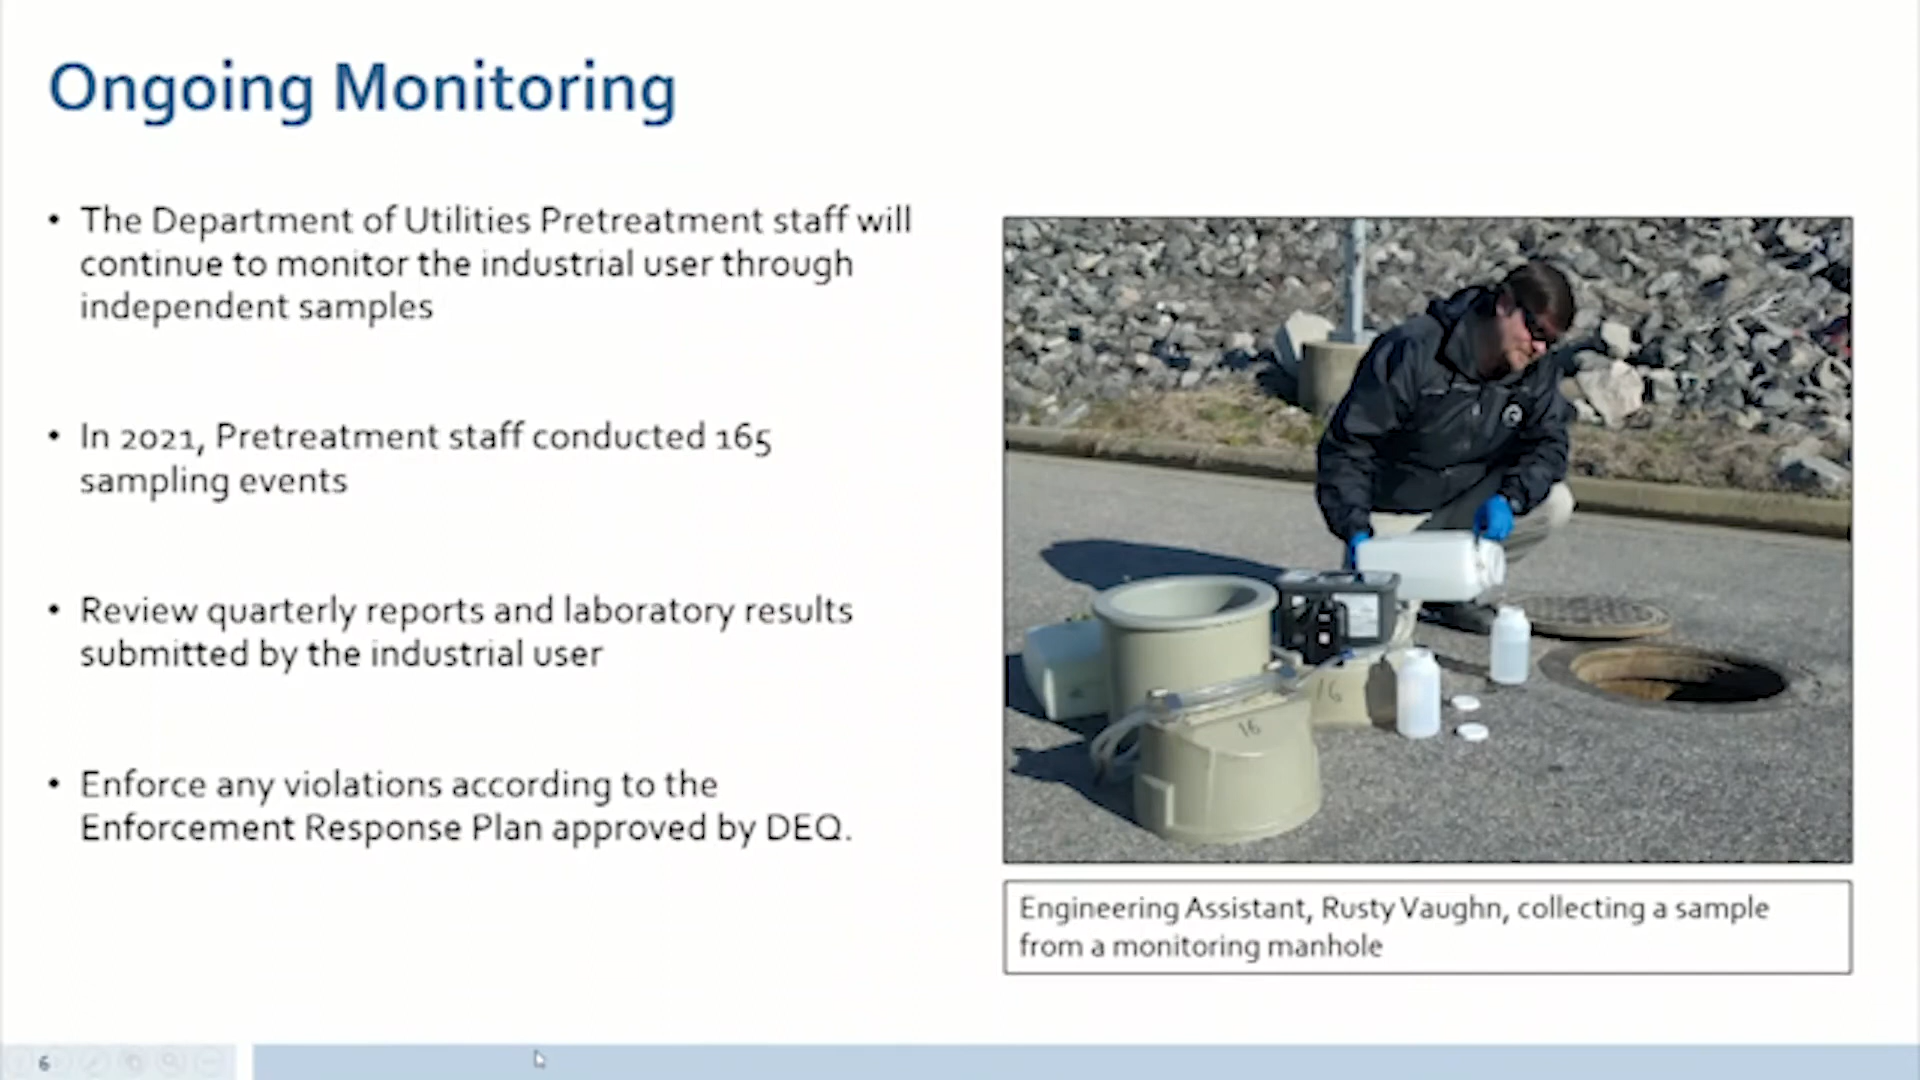 Ongoing Monitoring
• The Department of Utilities Pretreatment staff will
continue to monitor the industrial user through
independent samples
• In 2021, Pretreatment staff conducted 165
sampling events
• Review quarterly reports and laboratory results
submitted by the industrial user
• Enforce any violations according to the
Enforcement Response Plan approved by DEQ.
16
16
Engineering Assistant, Rusty Vaughn, collecting a sample
from a monitoring manhole
6